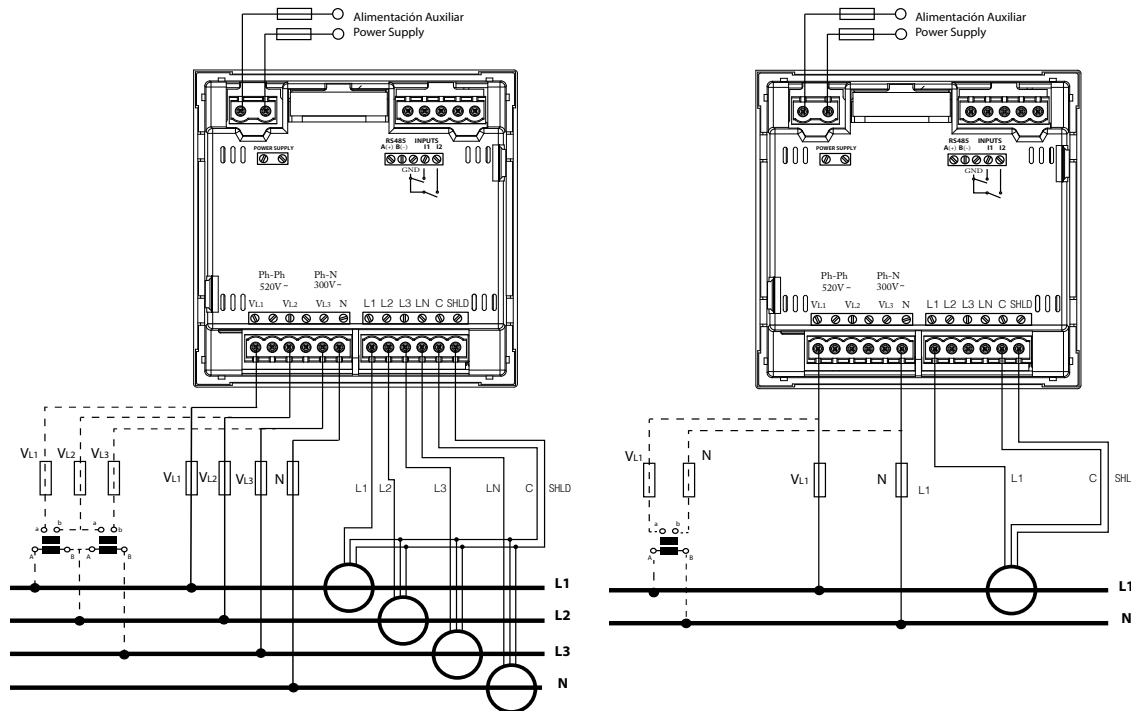 Alimentación Auxiliar
Power Supply
RS485 INPUTS
A(+) B(-) I1 I2
POWER SUPPLY
GND
Ph-Ph Ph-N
520V~ 300V~
VL1 VL2 VL3 N L1 L2 L3 LN C SHLD
VL1 VL2 VL3
VL1 VL2 VL3 N L1 L2 L3 LN C SHLD
a b a b
A B A B
L1
L2
L3
N
Alimentación Auxiliar
Power Supply
RS485 INPUTS
A(+) B(-) I1 I2
POWER SUPPLY
GND
Ph-Ph Ph-N
520V~ 300V~
VL1 VL2 VL3 N L1 L2 L3 LN C SHLD
VL1 N
VL1 N L1 L1 C SHLD
a b
A B
L1
N